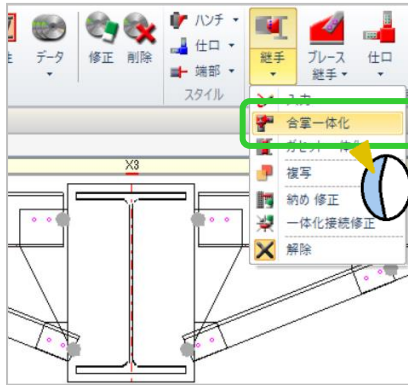 ハンチ
仕口
端部
スタイル
データ
修正
削除
継手
ブレース
継手
仕口
合掌一体化
複写
納め 修正
一体化接続修正
解除
X3